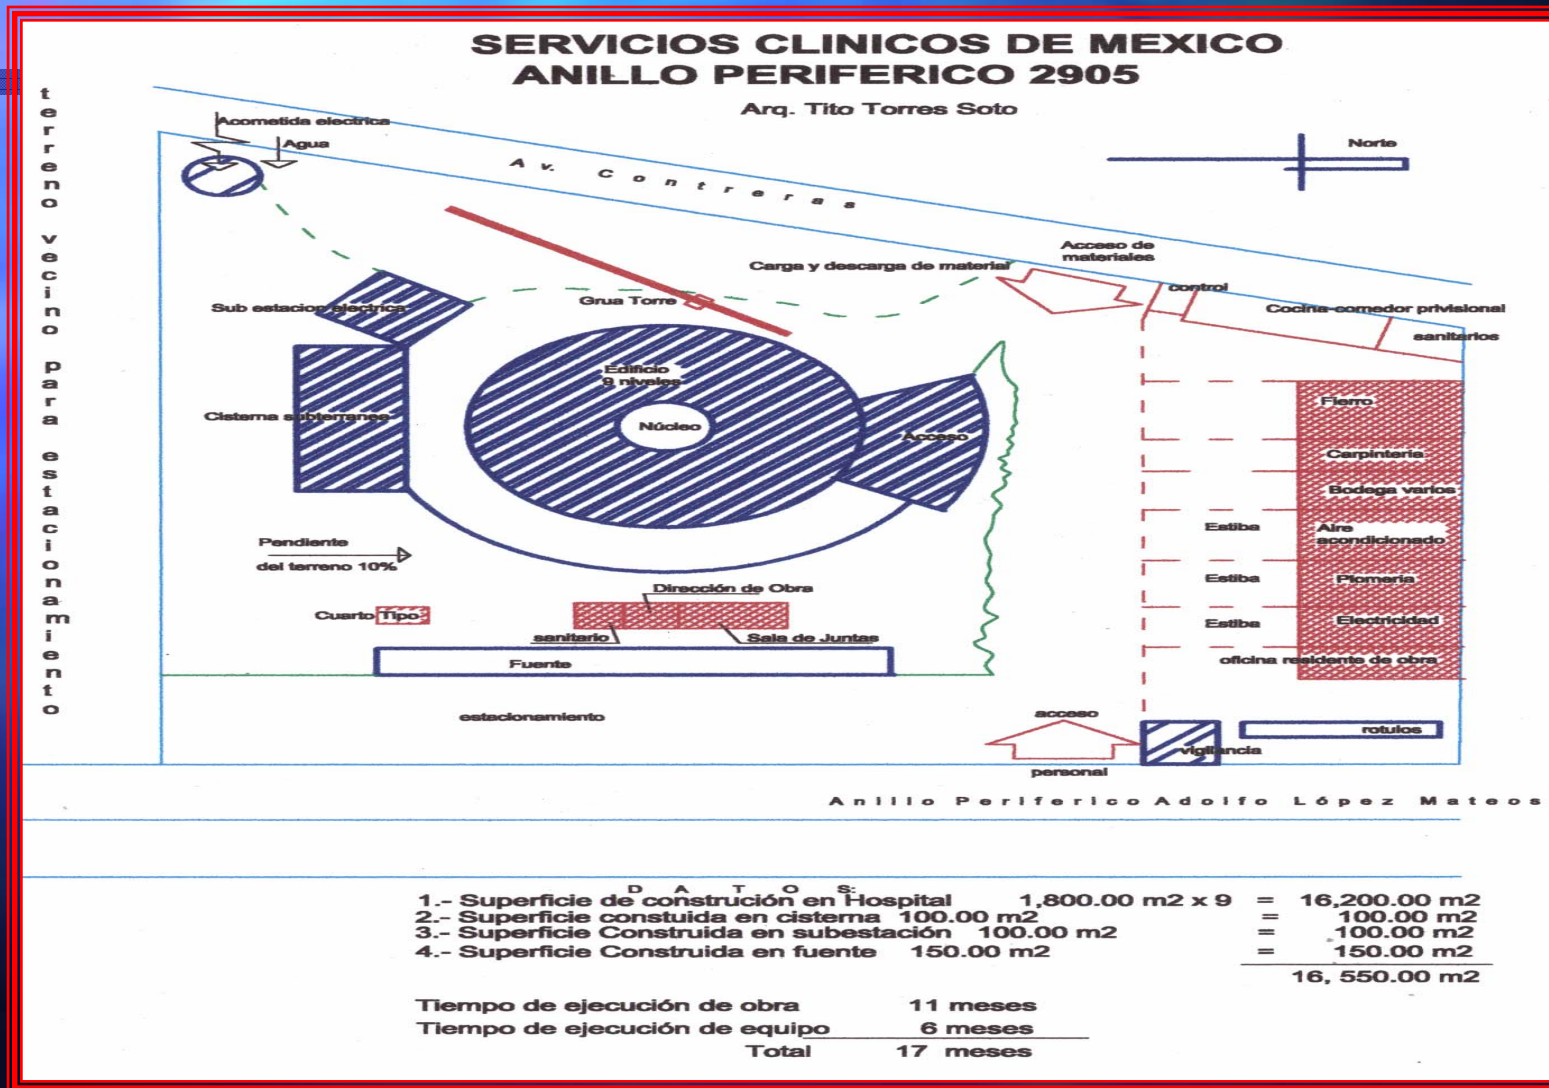 SERVICIOS CLINICOS DE MEXICO
ANILLO PERIFERICO 2905
Arq. Tito Torres Soto
terreno vecino para estacionamiento
Acometida electrica
Agua
Av. Contreras
Norte
Acceso de
materiales
Carga y descarga de material
control
Grua Torre
Cocina-comedor privisional
sanitarios
Sub estacion electrica
Edificio
9 niveles
Fierro
Cisterna subterranea
Núcleo
Acceso
Carpinteria
Bodega varios
Estiba
Aire
acondicionado
Pendiente
del terreno 10%
Estiba
Plomeria
Dirección de Obra
Cuarto Tipo
Estiba
Electricidad
sanitario
Sala de Juntas
Fuente
oficina residente de obra
estacionamiento
acceso
personal
vigilancia
rotulos
Anillo Periferico Adolfo López Mateos
DATOS:
1.- Superficie de construción en Hospital 1,800.00 m2 x 9 = 16,200.00 m2
2.- Superficie constuida en cisterna 100.00 m2 = 100.00 m2
3.- Superficie Construida en subestación 100.00 m2 = 100.00 m2
4.- Superficie Construida en fuente 150.00 m2 = 150.00 m2
16, 550.00 m2
Tiempo de ejecución de obra 11 meses
Tiempo de ejecución de equipo 6 meses
Total 17 meses